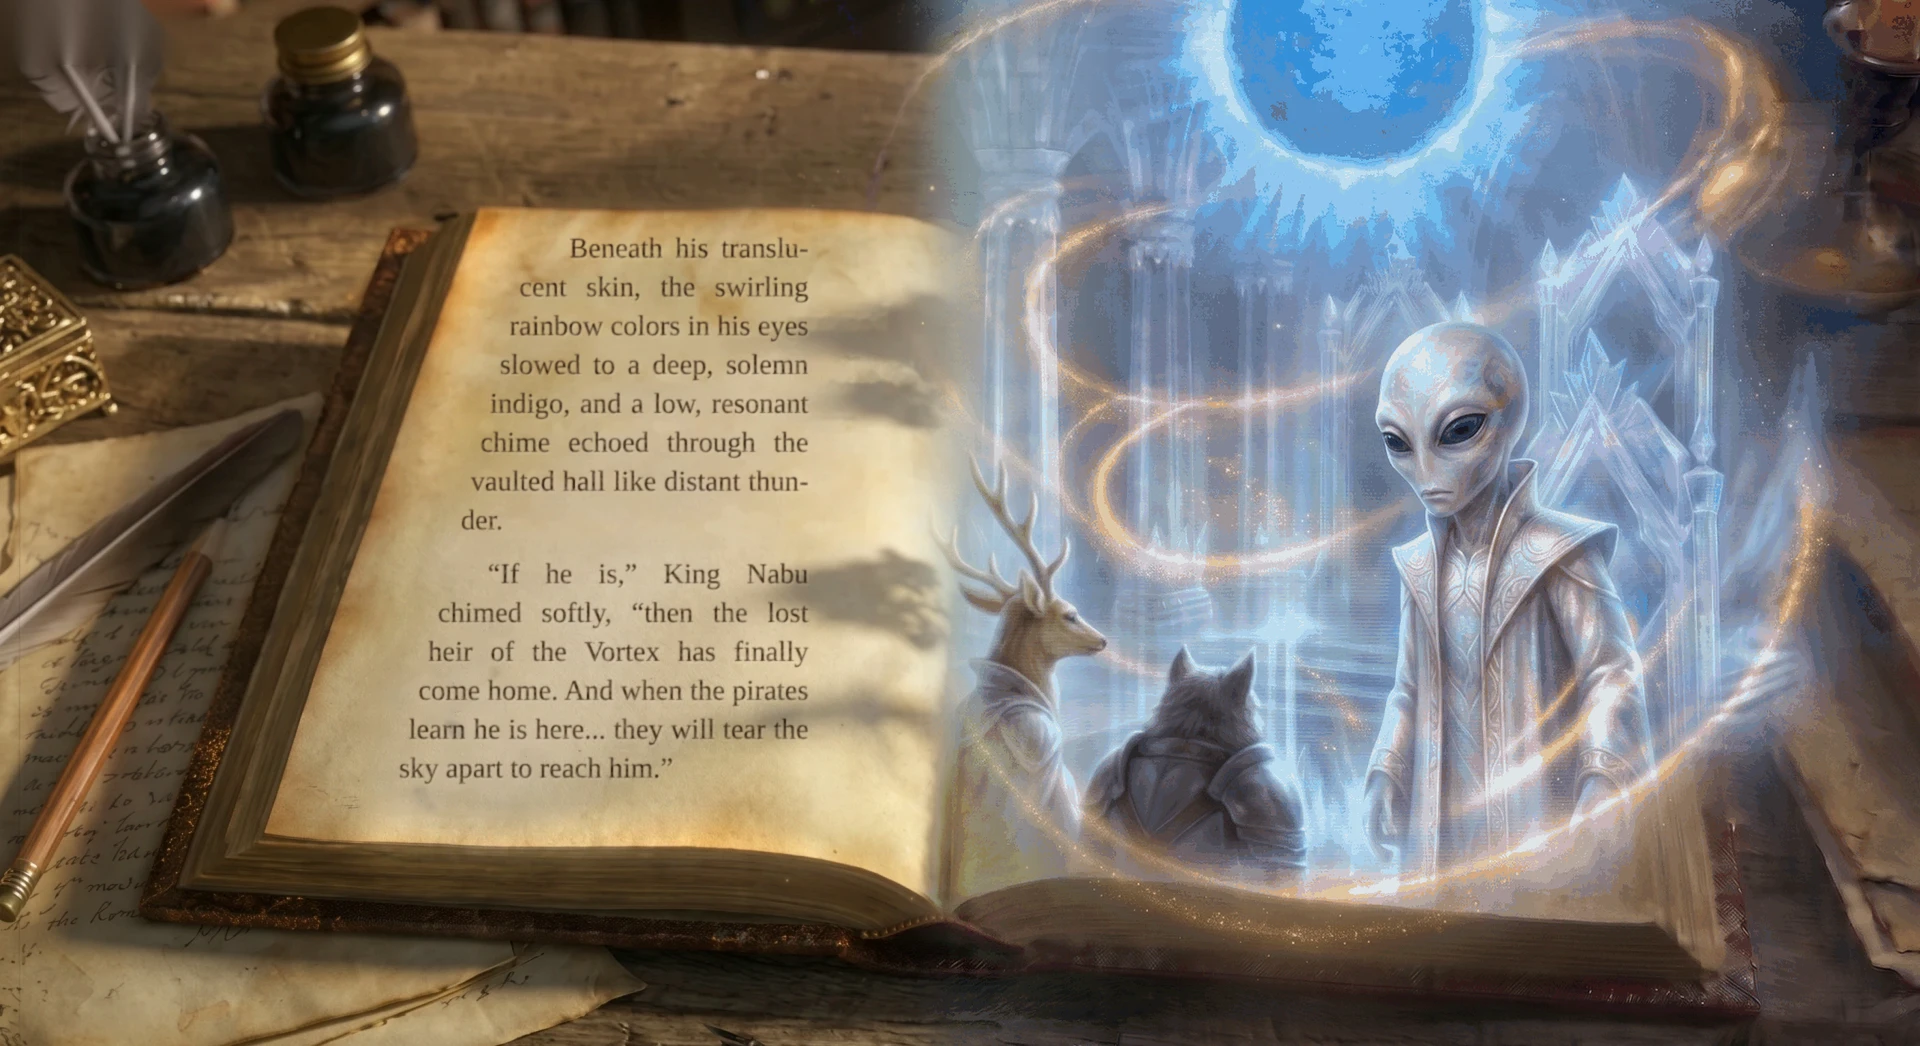 Beneath his translu-
cent skin, the swirling
rainbow colors in his eyes
slowed to a deep, solemn
indigo, and a low, resonant
chime echoed through the
vaulted hall like distant thun-
der.
“If he is,” King Nabu
chimed softly, “then the lost
heir of the Vortex has finally
come home. And when the pirates
learn he is here... they will tear the
sky apart to reach him.”